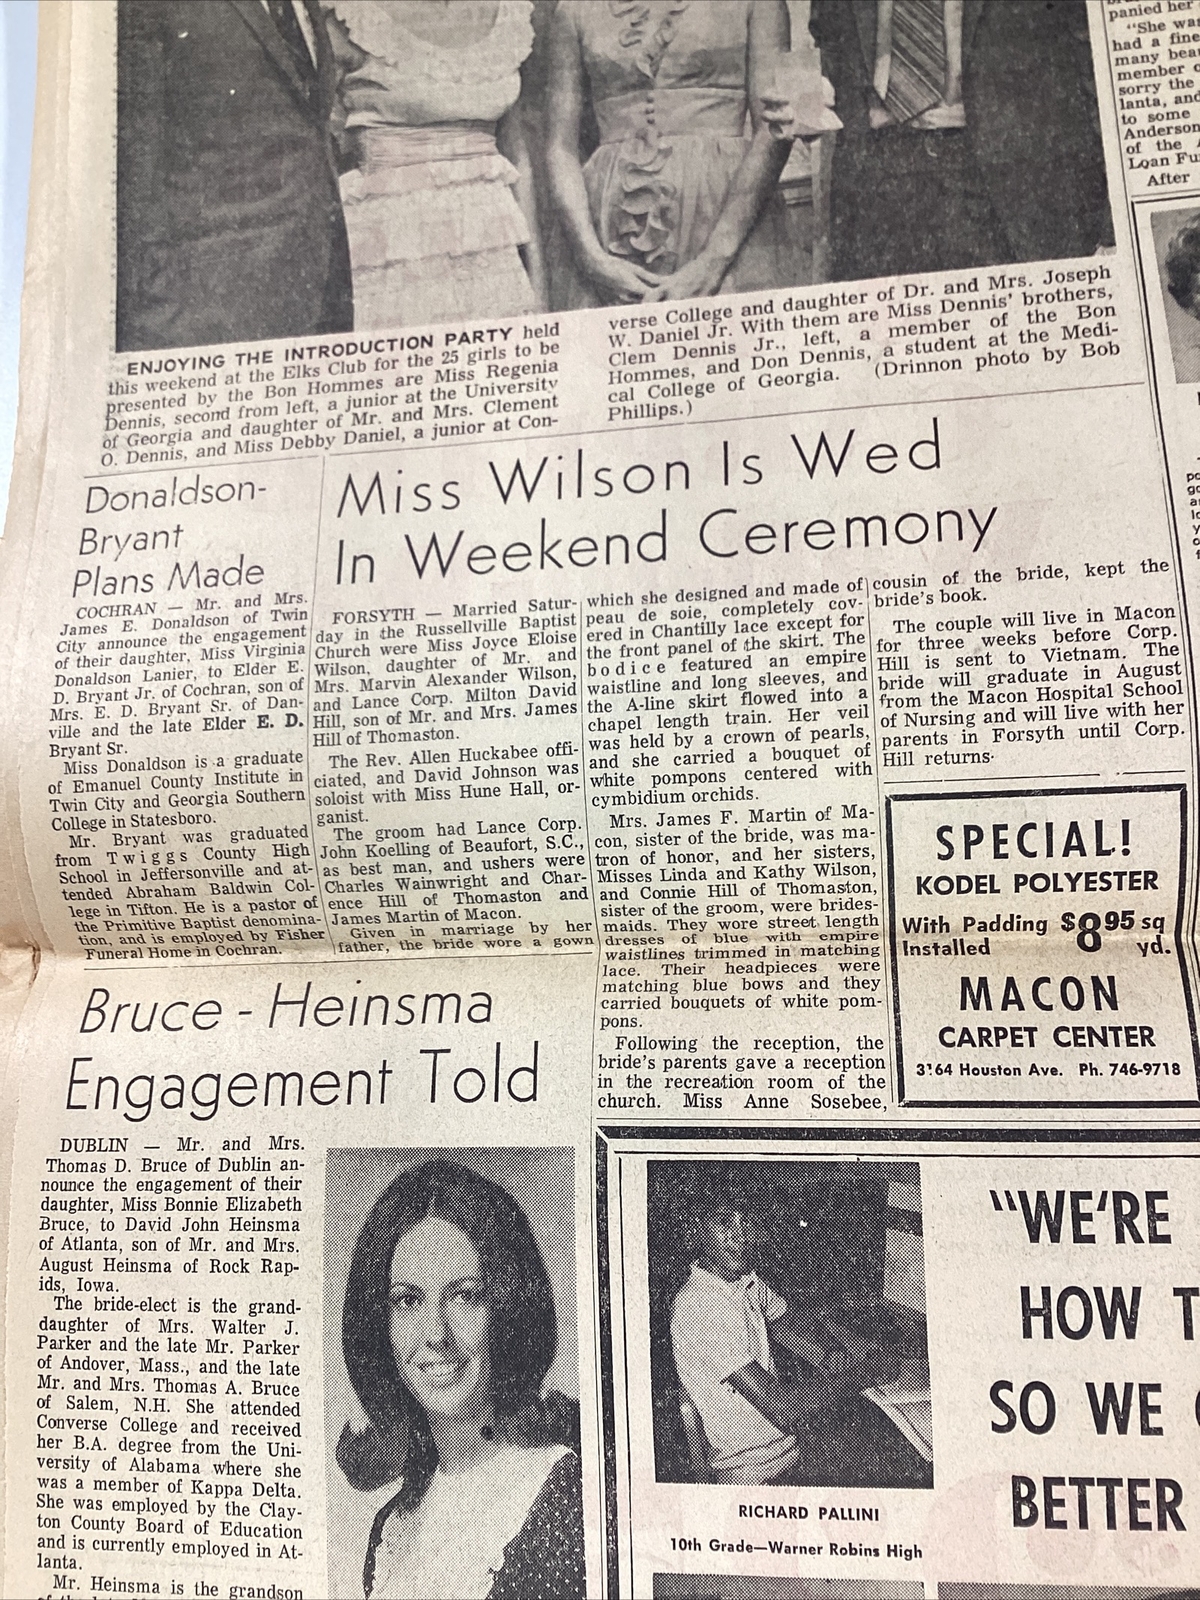 panied her
"She was
had a fine
many beau
member o
sorry the
lanta, and
to some
Anderson
of the A
Loan Fu
After
ENJOYING THE INTRODUCTION PARTY held
this weekend at the Elks Club for the 25 girls to be
presented by the Bon Hommes are Miss Regenia
Dennis, second from left, a junior at the University
of Georgia and daughter of Mr. and Mrs. Clement
O. Dennis, and Miss Debby Daniel, a junior at Con-
verse College and daughter of Dr. and Mrs. Joseph
W. Daniel Jr. With them are Miss Dennis' brothers,
Clem Dennis Jr., left, a member of the Bon
Hommes, and Don Dennis, a student at the Medi-
cal College of Georgia. (Drinnon photo by Bob
Phillips.)
Donaldson-
Bryant
Plans Made
COCHRAN — Mr. and Mrs.
James E. Donaldson of Twin
City announce the engagement
of their daughter, Miss Virginia
Donaldson Lanier, to Elder E.
D. Bryant Jr. of Cochran, son of
Mrs. E. D. Bryant Sr. of Dan-
ville and the late Elder E. D.
Bryant Sr.
Miss Donaldson is a graduate
of Emanuel County Institute in
Twin City and Georgia Southern
College in Statesboro.
Mr. Bryant was graduated
from Twiggs County High
School in Jeffersonville and at-
tended Abraham Baldwin Col-
lege in Tifton. He is a pastor of
the Primitive Baptist denomina-
tion, and is employed by Fisher
Funeral Home in Cochran.
Miss Wilson Is Wed
In Weekend Ceremony
FORSYTH — Married Satur-
day in the Russellville Baptist
Church were Miss Joyce Eloise
Wilson, daughter of Mr. and
Mrs. Marvin Alexander Wilson,
and Lance Corp. Milton David
Hill, son of Mr. and Mrs. James
Hill of Thomaston.
The Rev. Allen Huckabee offi-
ciated, and David Johnson was
soloist with Miss Hune Hall, or-
ganist.
The groom had Lance Corp.
John Koelling of Beaufort, S.C.,
as best man, and ushers were
Charles Wainwright and Char-
ence Hill of Thomaston and
James Martin of Macon.
Given in marriage by her
father, the bride wore a gown
which she designed and made of
peau de soie, completely cov-
ered in Chantilly lace except for
the front panel of the skirt. The
bodice featured an empire
waistline and long sleeves, and
the A-line skirt flowed into a
chapel length train. Her veil
was held by a crown of pearls,
and she carried a bouquet of
white pompons centered with
cymbidium orchids.
Mrs. James F. Martin of Ma-
con, sister of the bride, was ma-
tron of honor, and her sisters,
Misses Linda and Kathy Wilson,
and Connie Hill of Thomaston,
sister of the groom, were brides-
maids. They wore street length
dresses of blue with empire
waistlines trimmed in matching
lace. Their headpieces were
matching blue bows and they
carried bouquets of white pom-
pons.
Following the reception, the
bride's parents gave a reception
in the recreation room of the
church. Miss Anne Sosebee,
cousin of the bride, kept the
bride's book.
The couple will live in Macon
for three weeks before Corp.
Hill is sent to Vietnam. The
bride will graduate in August
from the Macon Hospital School
of Nursing and will live with her
parents in Forsyth until Corp.
Hill returns.
SPECIAL!
KODEL POLYESTER
With Padding Installed $8.95 sq yd.
MACON
CARPET CENTER
3164 Houston Ave. Ph. 746-9718
Bruce - Heinsma
Engagement Told
DUBLIN — Mr. and Mrs.
Thomas D. Bruce of Dublin an-
nounce the engagement of their
daughter, Miss Bonnie Elizabeth
Bruce, to David John Heinsma
of Atlanta, son of Mr. and Mrs.
August Heinsma of Rock Rap-
ids, Iowa.
The bride-elect is the grand-
daughter of Mrs. Walter J.
Parker and the late Mr. Parker
of Andover, Mass., and the late
Mr. and Mrs. Thomas A. Bruce
of Salem, N.H. She attended
Converse College and received
her B.A. degree from the Uni-
versity of Alabama where she
was a member of Kappa Delta.
She was employed by the Clay-
ton County Board of Education
and is currently employed in At-
lanta.
Mr. Heinsma is the grandson
RICHARD PALLINI
10th Grade—Warner Robins High
"WE'RE
HOW T
SO WE
BETTER